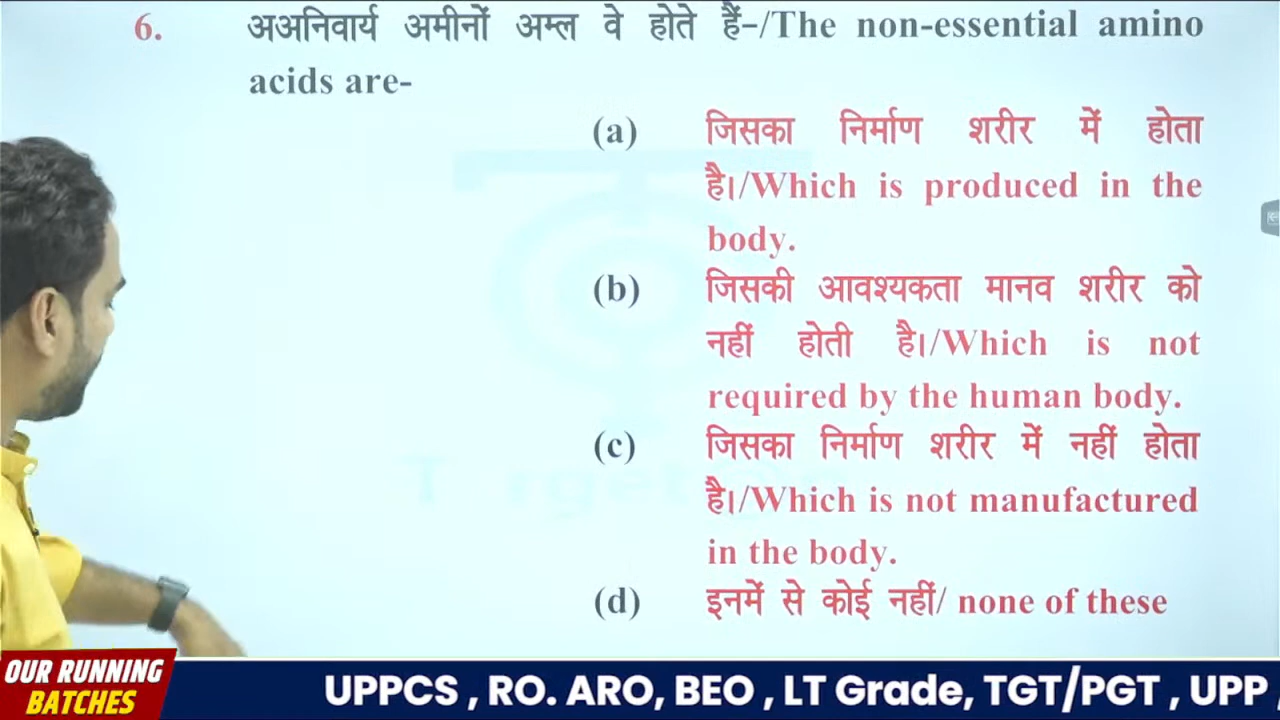 6. अअनिवार्य अमीनों अम्ल वे होते हैं-/The non-essential amino
acids are-
(a) जिसका निर्माण शरीर में होता
है।/Which is produced in the
body.
(b) जिसकी आवश्यकता मानव शरीर को
नहीं होती है।/Which is not
required by the human body.
(c) जिसका निर्माण शरीर में नहीं होता
है।/Which is not manufactured
in the body.
(d) इनमें से कोई नहीं/ none of these
OUR RUNNING
BATCHES
UPPCS , RO. ARO, BEO , LT Grade, TGT/PGT , UPP ,